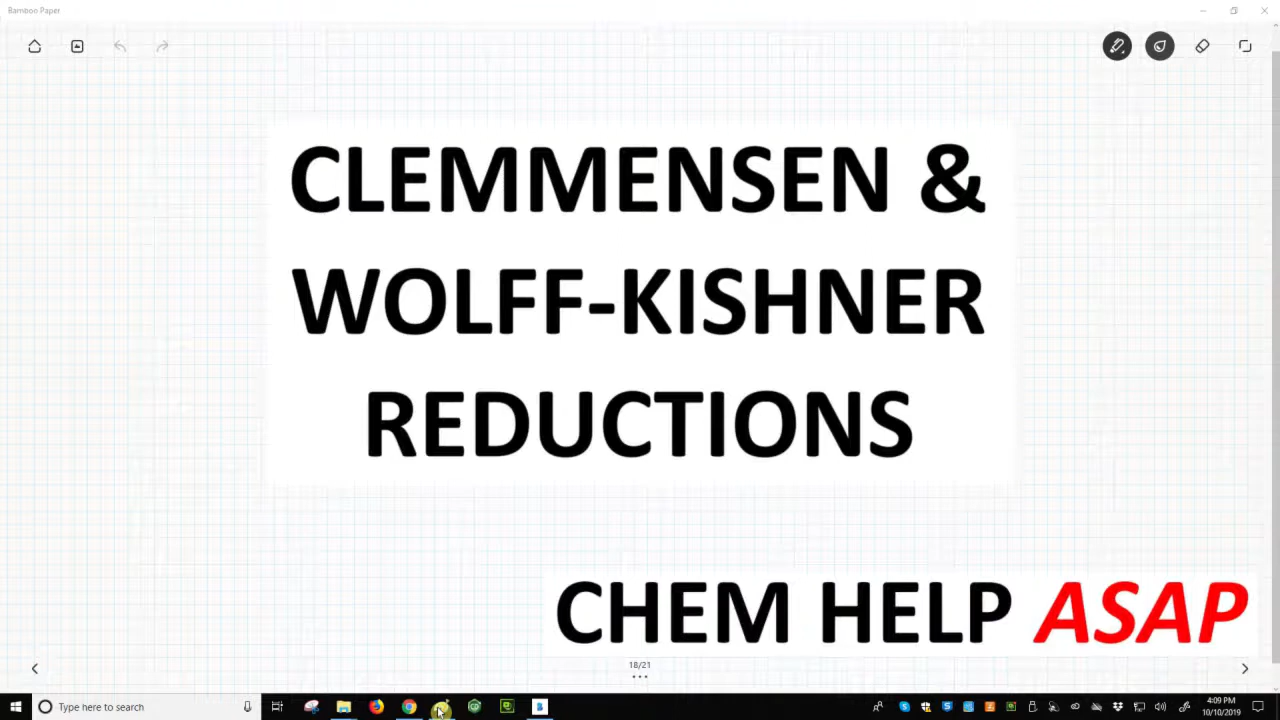 Bamboo Paper
CLEMMENSEN &
WOLFF-KISHNER
REDUCTIONS
CHEM HELP ASAP
18/21
Type here to search
4:09 PM
10/10/2019